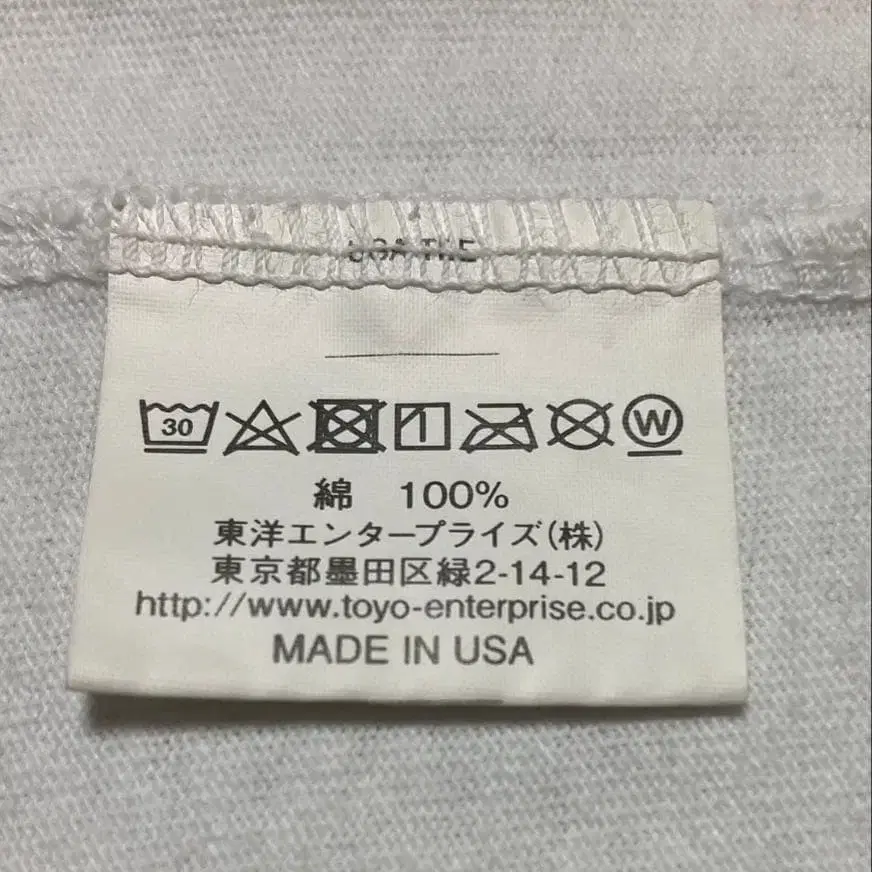 30 W
綿 100%
東洋エンタープライズ(株)
東京都墨田区緑2-14-12
http://www.toyo-enterprise.co.jp
MADE IN USA